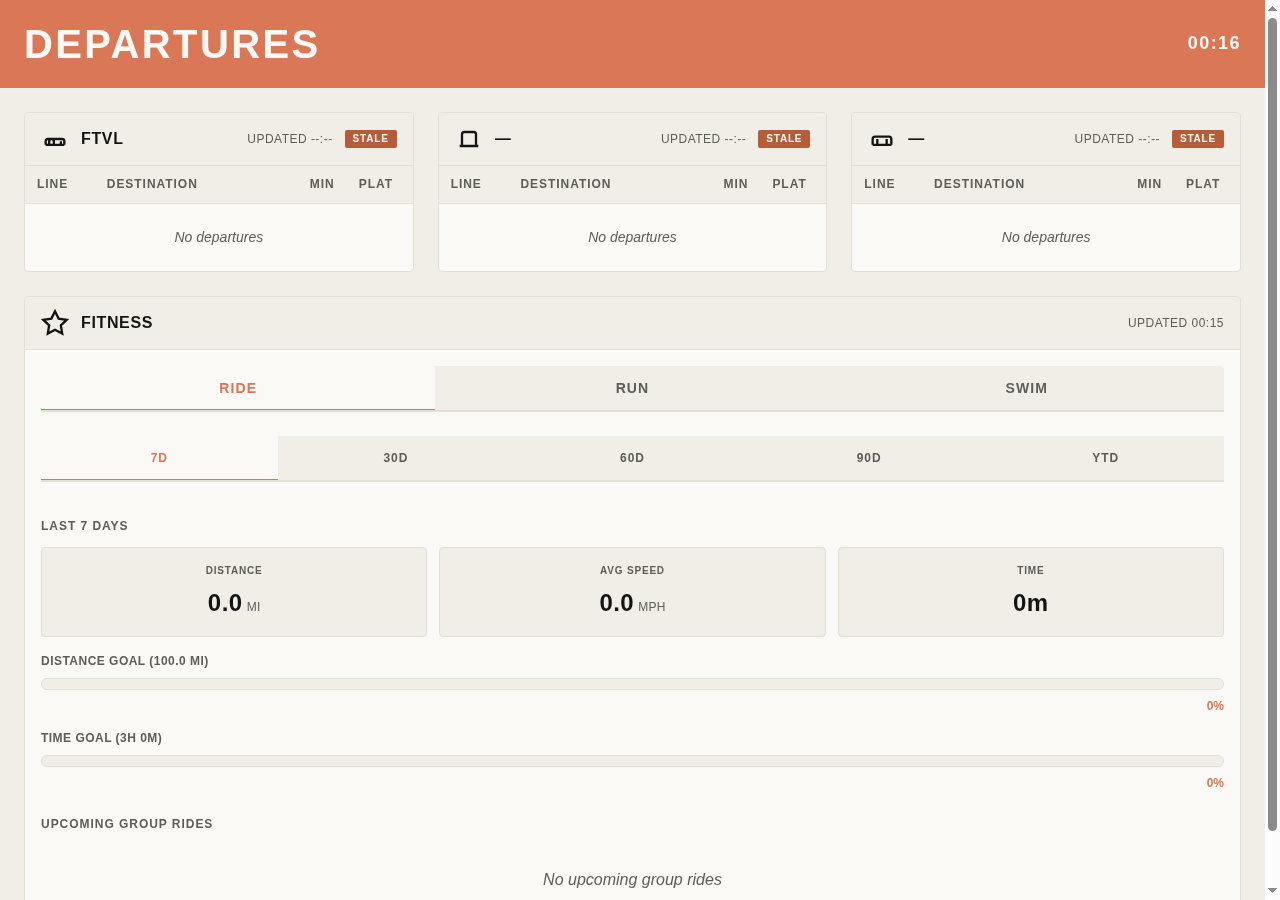 DEPARTURES
00:16
FTVL UPDATED --:-- STALE
LINE DESTINATION MIN PLAT
No departures
— UPDATED --:-- STALE
LINE DESTINATION MIN PLAT
No departures
— UPDATED --:-- STALE
LINE DESTINATION MIN PLAT
No departures
FITNESS UPDATED 00:15
RIDE RUN SWIM
7D 30D 60D 90D YTD
LAST 7 DAYS
DISTANCE
0.0 MI
AVG SPEED
0.0 MPH
TIME
0m
DISTANCE GOAL (100.0 MI)
0%
TIME GOAL (3H 0M)
0%
UPCOMING GROUP RIDES
No upcoming group rides